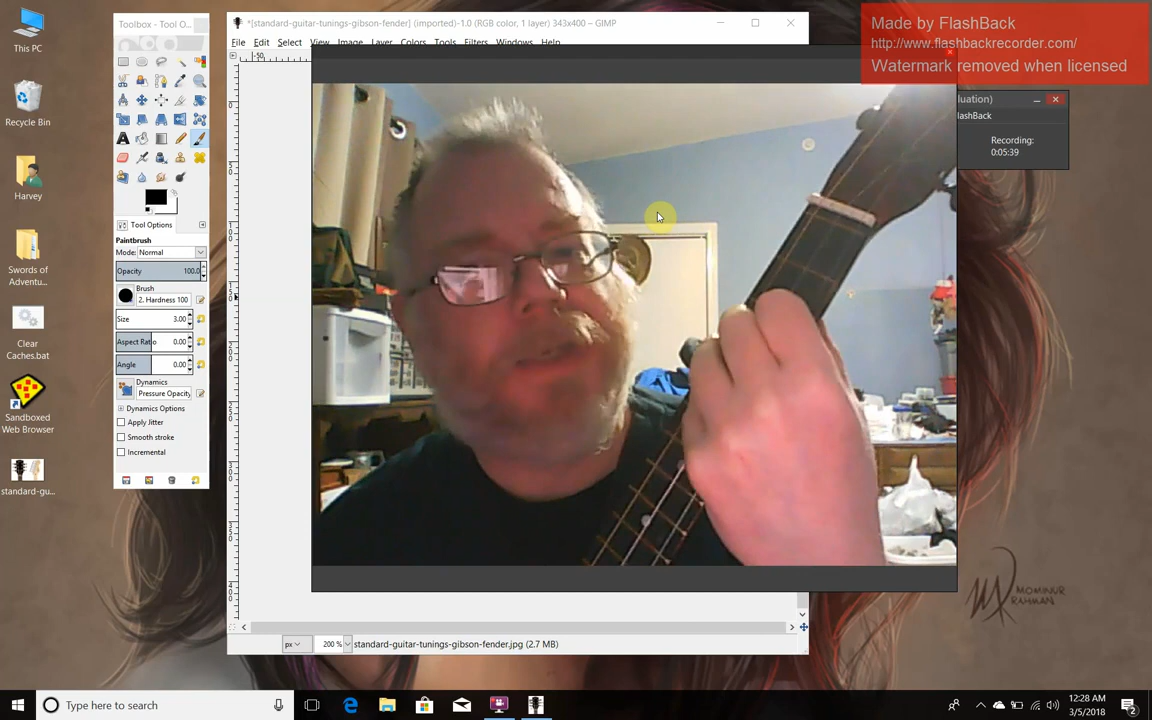 This PC
Recycle Bin
Harvey
Swords of
Adventu...
Clear
Caches.bat
Sandboxed
Web Browser
standard-gu...
Toolbox - Tool O...
Tool Options
Paintbrush
Mode: Normal
Opacity 100.0
Brush
2. Hardness 100
Size 3.00
Aspect Ratio 0.00
Angle 0.00
Dynamics
Pressure Opacity
Dynamics Options
Apply Jitter
Smooth stroke
Incremental
*[standard-guitar-tunings-gibson-fender] (imported)-1.0 (RGB color, 1 layer) 343x400 – GIMP
File Edit Select View Image Layer Colors Tools Filters Windows Help
-50
px 200 % standard-guitar-tunings-gibson-fender.jpg (2.7 MB)
Made by FlashBack
http://www.flashbackrecorder.com/
Watermark removed when licensed
luation)
lashBack
Recording:
0:05:39
MOMINUR
RAHMAN
Type here to search
12:28 AM
3/5/2018
2